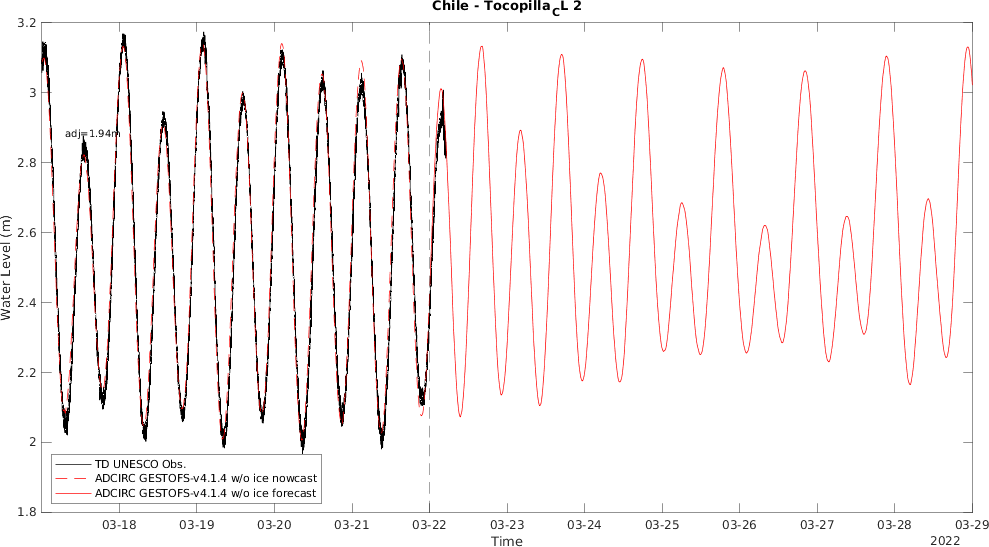 Chile - TocopillaCL 2
3.2
3
2.8
2.6
2.4
2.2
2
1.8
Water Level (m)
adj=1.94m
TD UNESCO Obs.
ADCIRC GESTOFS-v4.1.4 w/o ice nowcast
ADCIRC GESTOFS-v4.1.4 w/o ice forecast
03-18 03-19 03-20 03-21 03-22 03-23 03-24 03-25 03-26 03-27 03-28 03-29
Time
2022